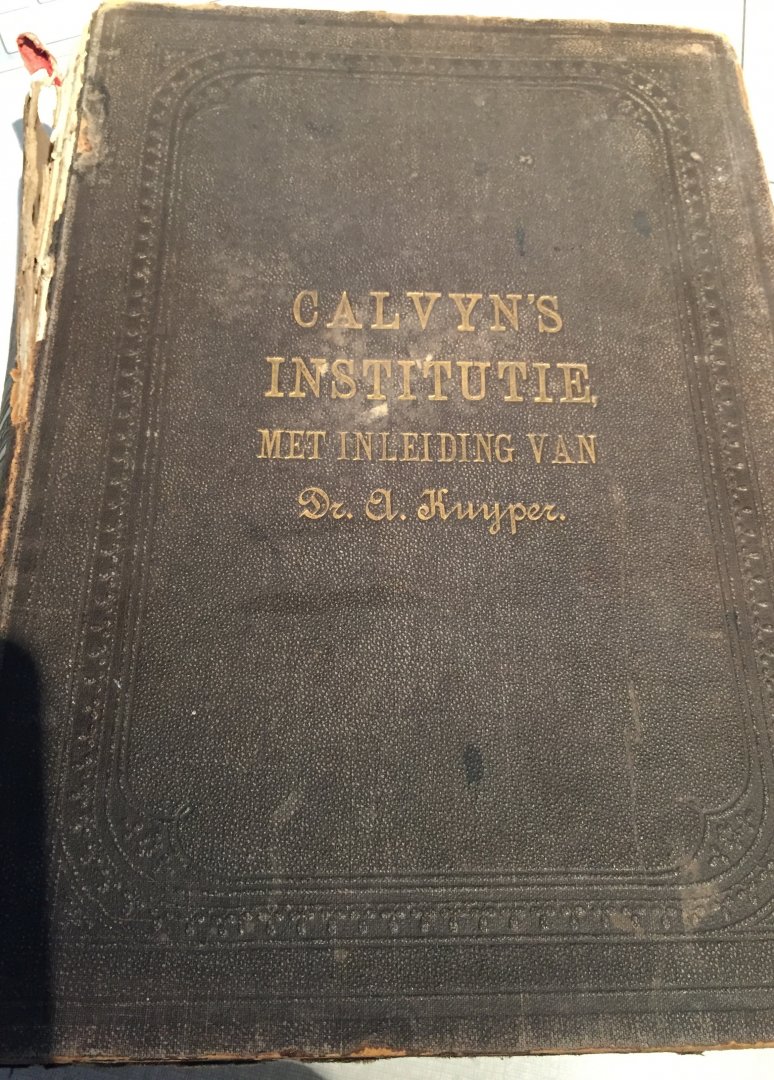 CALVYN'S
INSTITUTIE,
MET INLEIDING VAN
Dr. A. Kuyper.